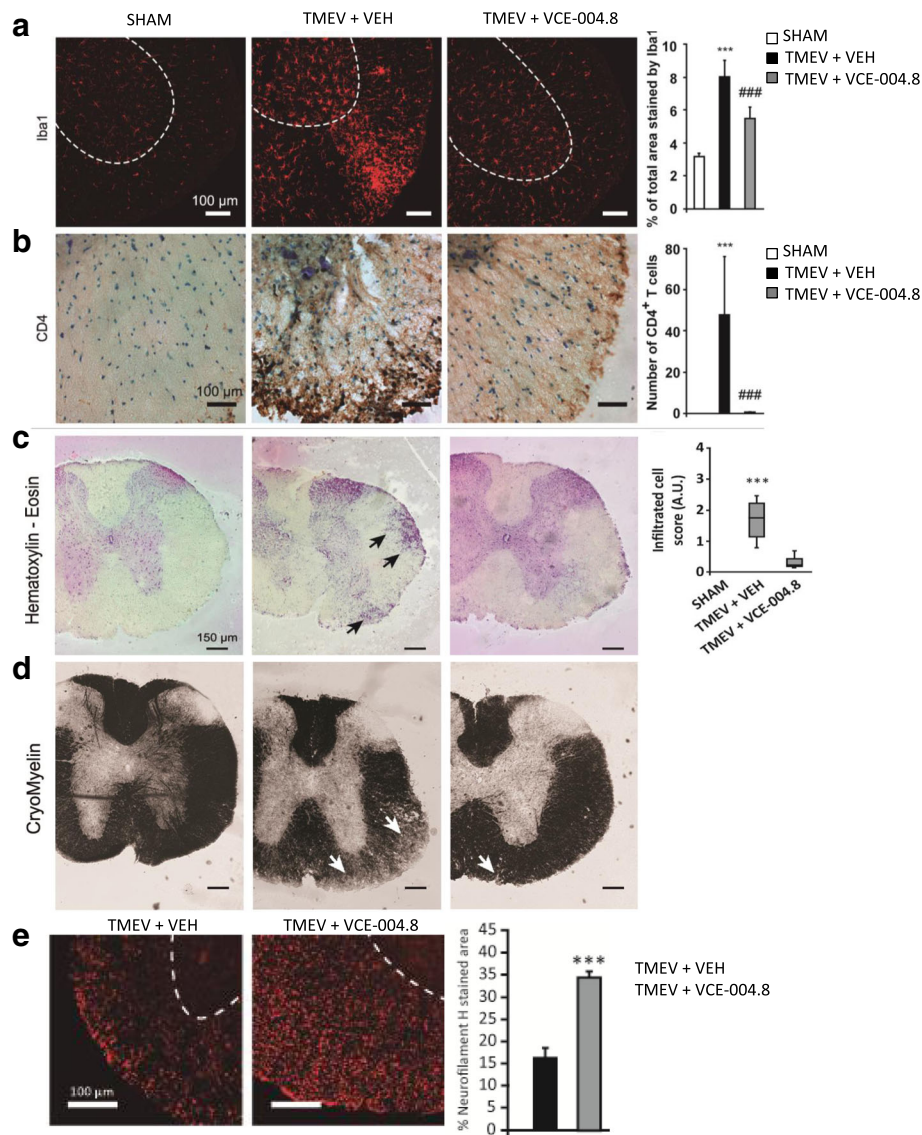 SHAM
TMEV + VEH
TMEV + VCE-004.8
a
Iba1
100 µm
% of total area stained by Iba1
10
8
6
4
2
0
***
###
SHAM
TMEV + VEH
TMEV + VCE-004.8
b
CD4
100 µm
Number of CD4+ T cells
80
60
40
20
0
***
###
SHAM
TMEV + VEH
TMEV + VCE-004.8
c
Hematoxylin - Eosin
150 µm
Infiltrated cell
score (A.U.)
4
3
2
1
0
***
SHAM
TMEV + VEH
TMEV + VCE-004.8
d
CryoMyelin
e
TMEV + VEH
TMEV + VCE-004.8
100 µm
% Neurofilament H stained area
45
40
35
30
25
20
15
10
5
0
***
TMEV + VEH
TMEV + VCE-004.8